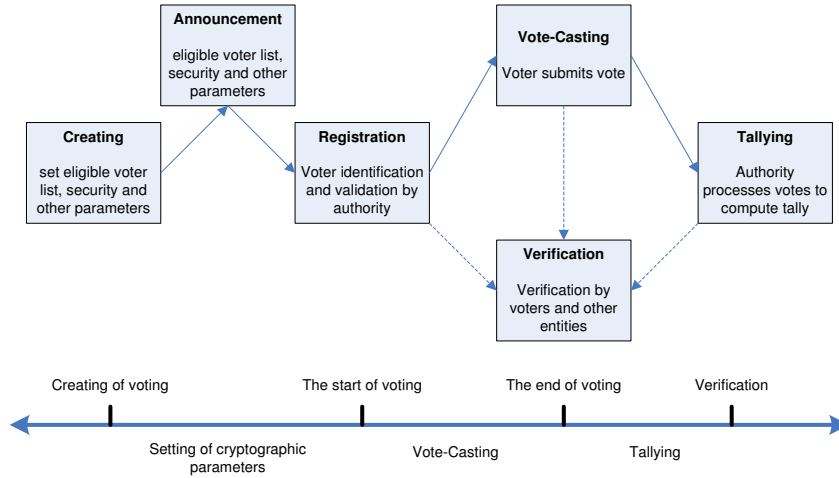 Announcement
eligible voter list,
security and other
parameters
Vote-Casting
Voter submits vote
Creating
set eligible voter
list, security and
other parameters
Registration
Voter identification
and validation by
authority
Tallying
Authority
processes votes to
compute tally
Verification
Verification by
voters and other
entities
Creating of voting
The start of voting
The end of voting
Verification
Setting of cryptographic
parameters
Vote-Casting
Tallying